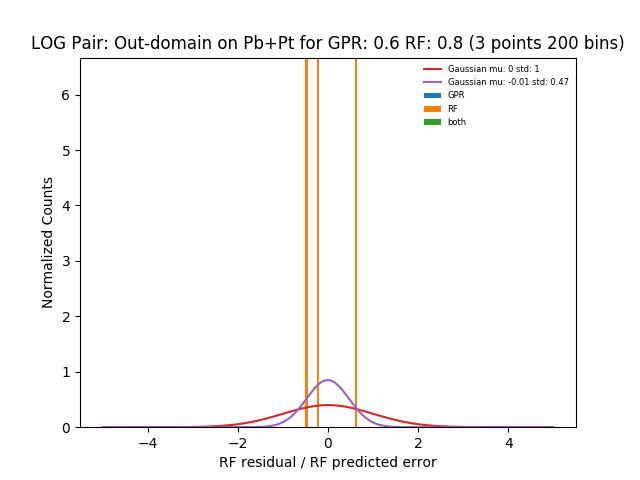 LOG Pair: Out-domain on Pb+Pt for GPR: 0.6 RF: 0.8 (3 points 200 bins)
Gaussian mu: 0 std: 1
Gaussian mu: -0.01 std: 0.47
GPR
RF
both
6
5
4
3
2
1
0
Normalized Counts
−4 −2 0 2 4
RF residual / RF predicted error